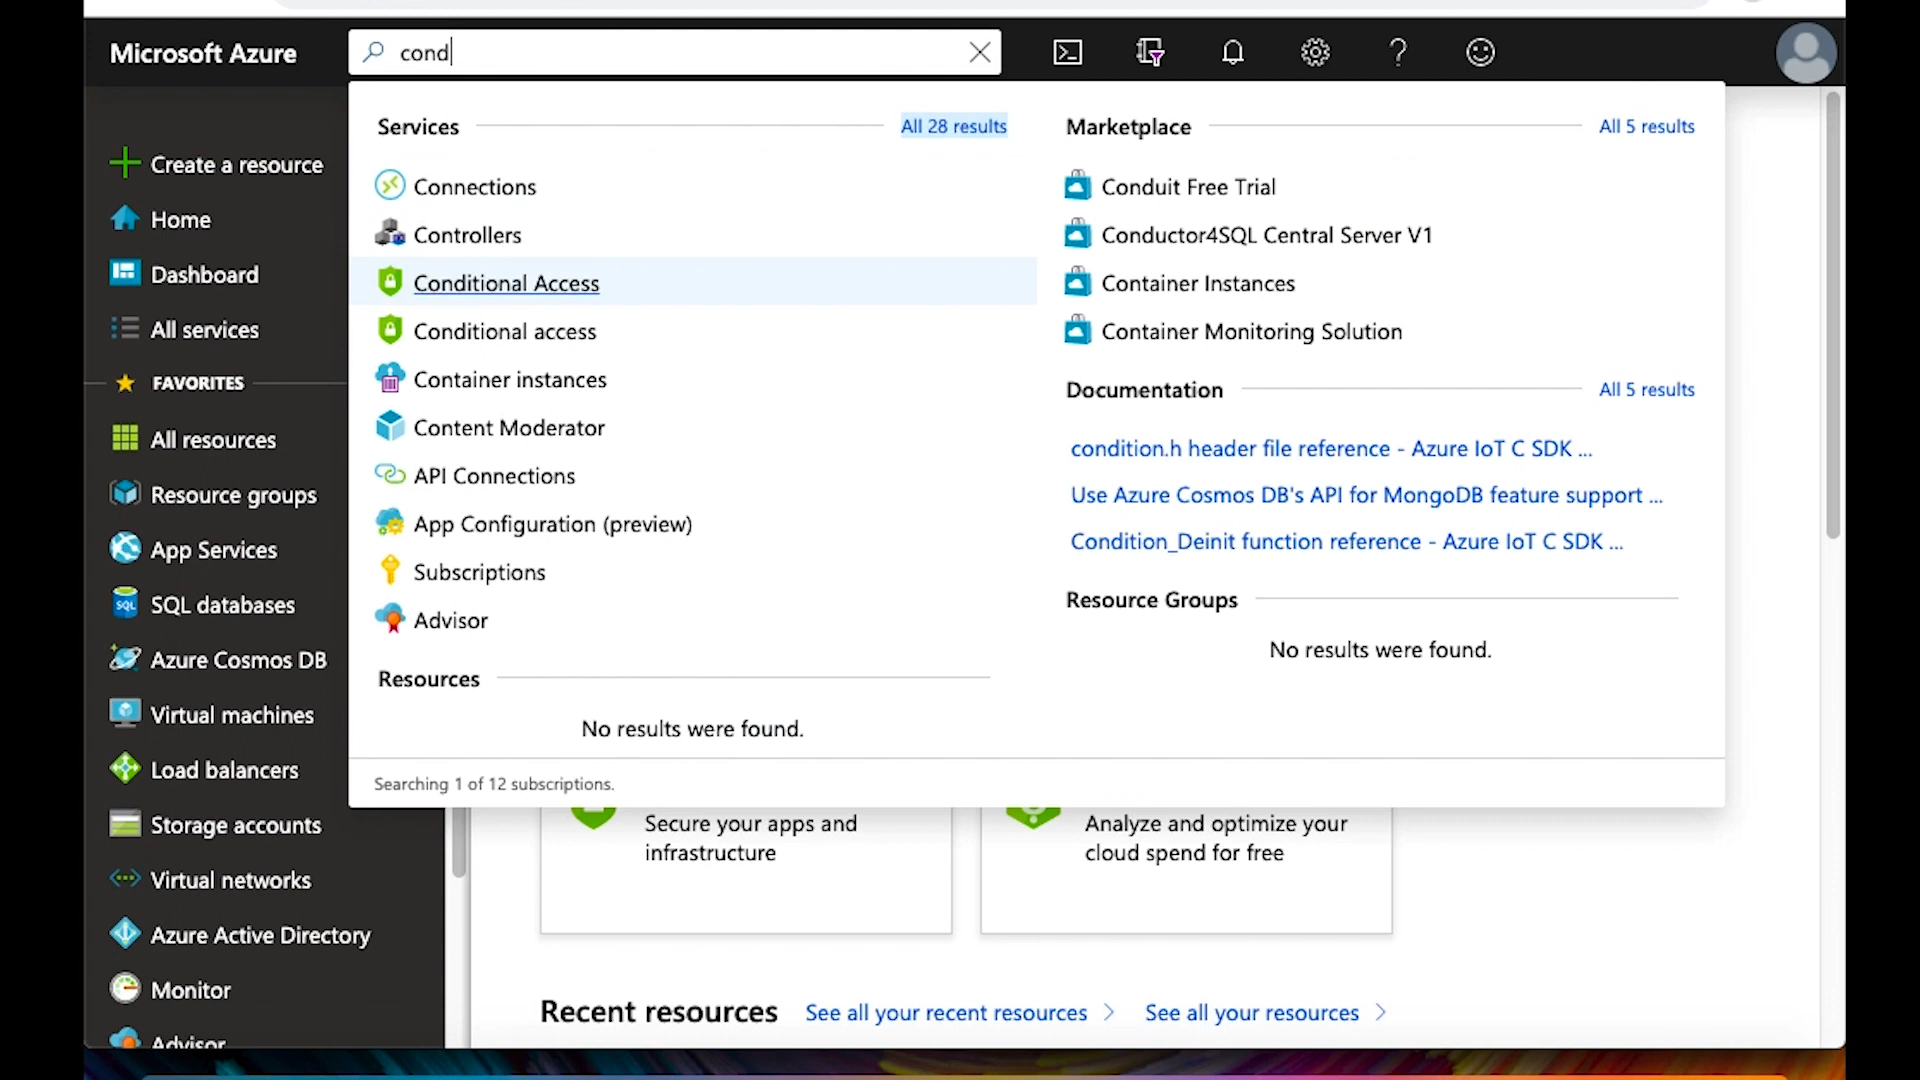 Microsoft Azure
cond
Create a resource
Home
Dashboard
All services
FAVORITES
All resources
Resource groups
App Services
SQL databases
Azure Cosmos DB
Virtual machines
Load balancers
Storage accounts
Virtual networks
Azure Active Directory
Monitor
Advisor
Services
All 28 results
Connections
Controllers
Conditional Access
Conditional access
Container instances
Content Moderator
API Connections
App Configuration (preview)
Subscriptions
Advisor
Resources
No results were found.
Marketplace
All 5 results
Conduit Free Trial
Conductor4SQL Central Server V1
Container Instances
Container Monitoring Solution
Documentation
All 5 results
condition.h header file reference - Azure IoT C SDK ...
Use Azure Cosmos DB's API for MongoDB feature support ...
Condition_Deinit function reference - Azure IoT C SDK ...
Resource Groups
No results were found.
Searching 1 of 12 subscriptions.
Secure your apps and
infrastructure
Analyze and optimize your
cloud spend for free
Recent resources
See all your recent resources
See all your resources